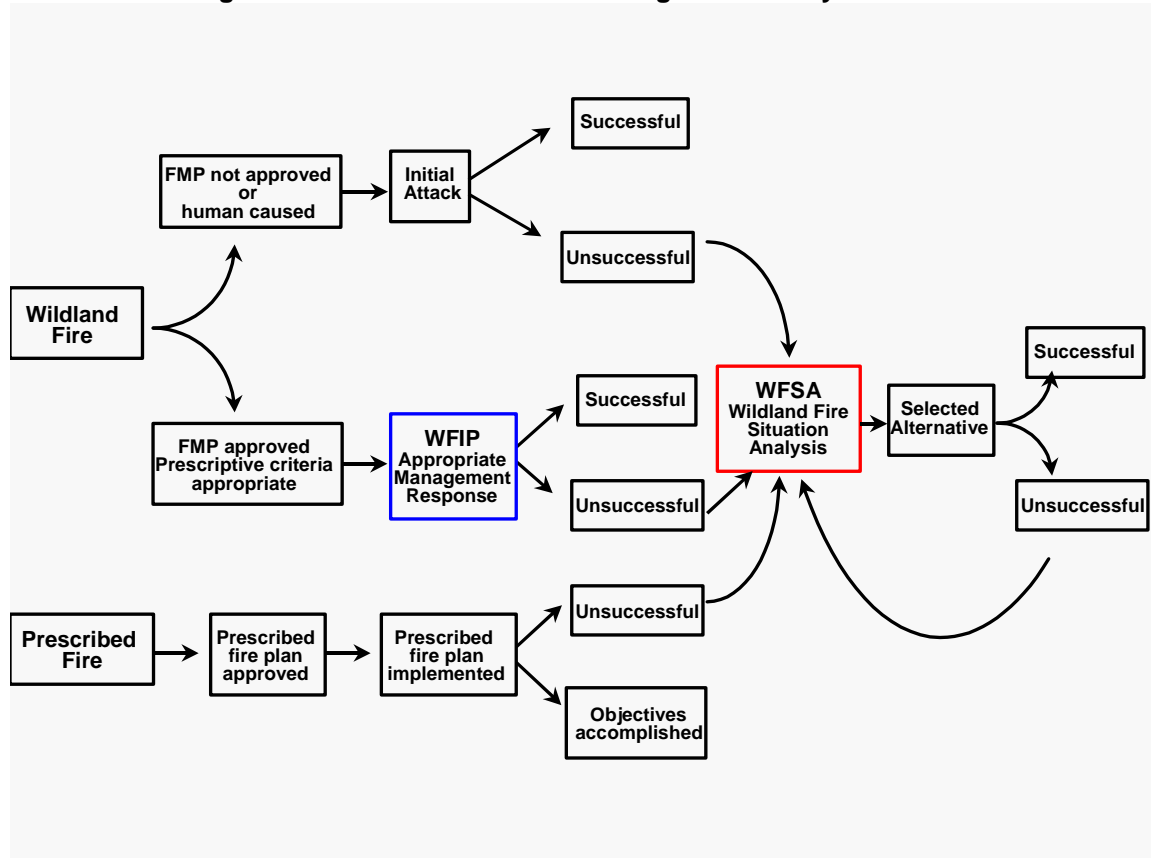 Successful
FMP not approved
or
human caused
Initial
Attack
Unsuccessful
Wildland
Fire
FMP approved
Prescriptive criteria
appropriate
WFIP
Appropriate
Management
Response
Successful
Unsuccessful
WFSA
Wildland Fire
Situation
Analysis
Selected
Alternative
Successful
Unsuccessful
Prescribed
Fire
Prescribed
fire plan
approved
Prescribed
fire plan
implemented
Unsuccessful
Objectives
accomplished